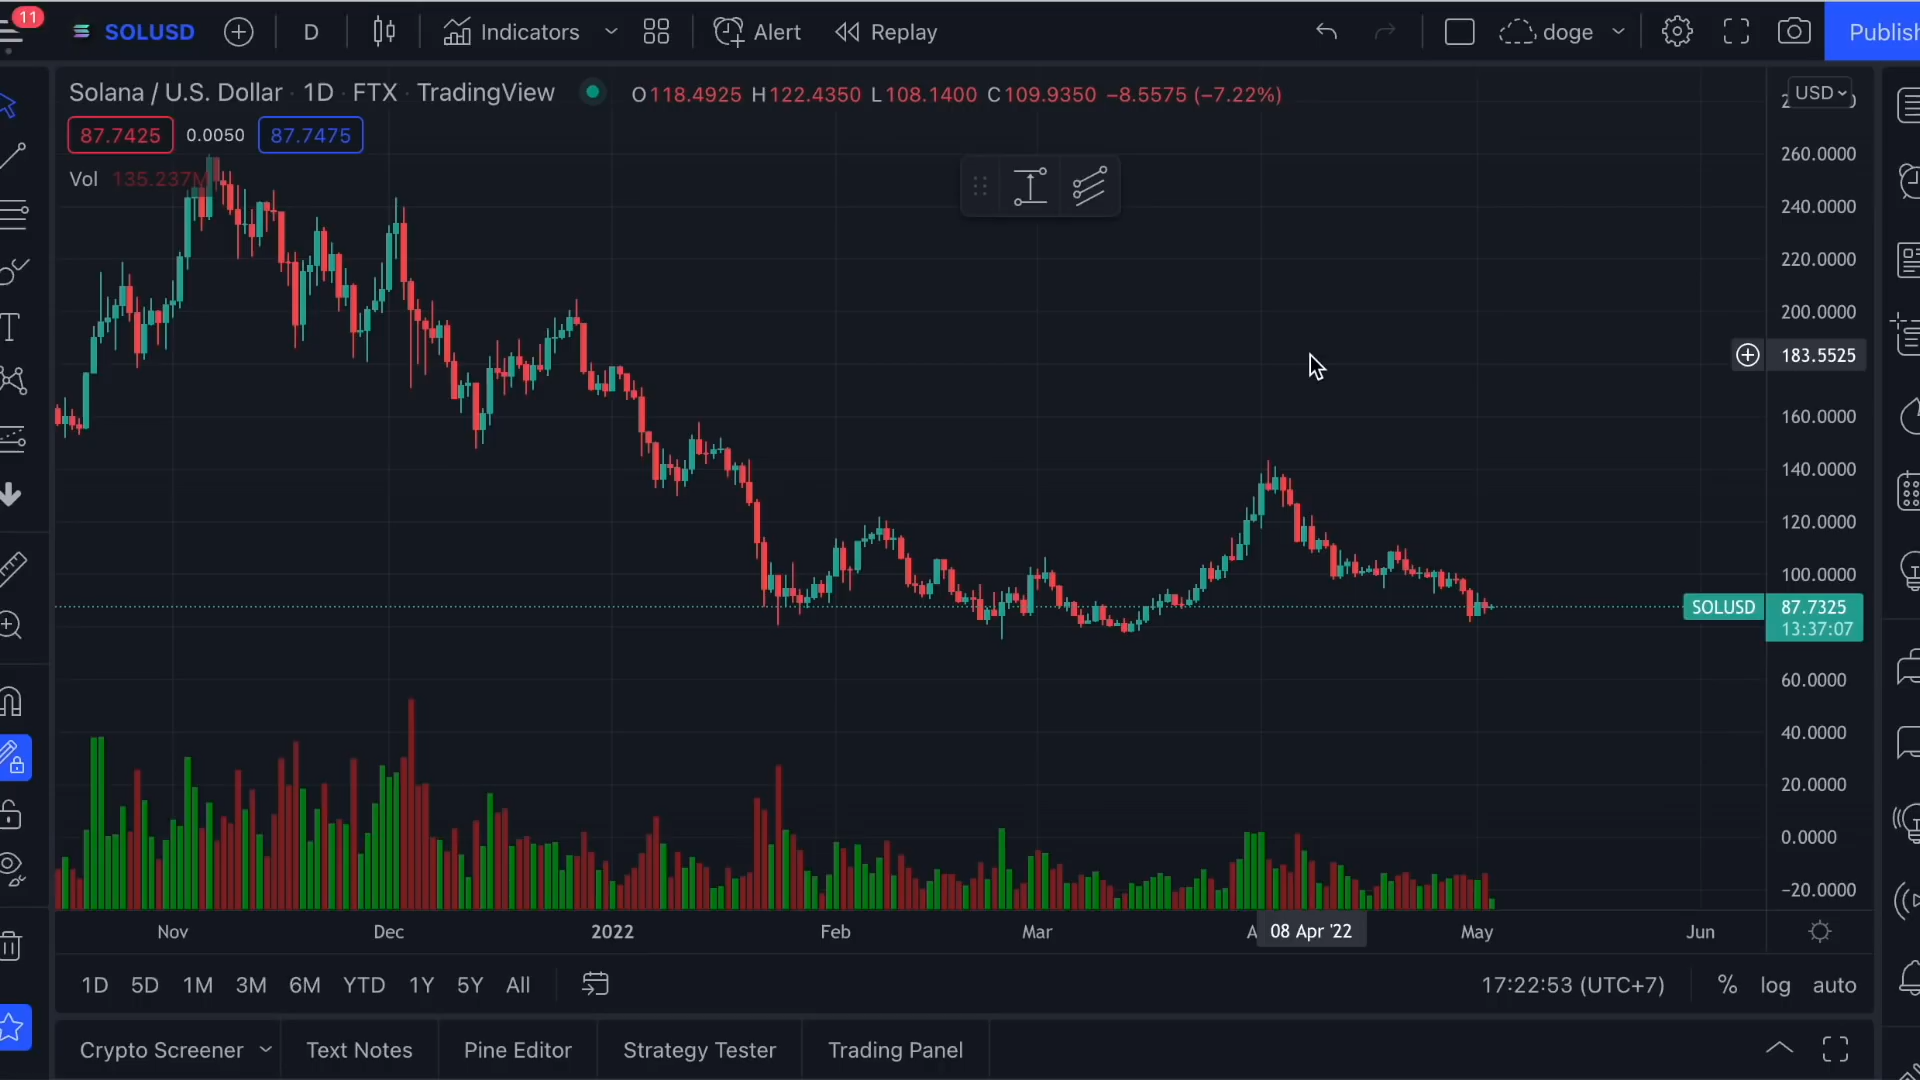 11
SOLUSD
D
Indicators
Alert
Replay
doge
Publish
Solana / U.S. Dollar · 1D · FTX · TradingView
O118.4925 H122.4350 L108.1400 C109.9350 −8.5575 (−7.22%)
USD
87.7425 0.0050 87.7475
Vol 135.237M
260.0000
240.0000
220.0000
200.0000
183.5525
160.0000
140.0000
120.0000
100.0000
SOLUSD 87.7325
13:37:07
60.0000
40.0000
20.0000
0.0000
−20.0000
Nov Dec 2022 Feb Mar A 08 Apr '22 May Jun
1D 5D 1M 3M 6M YTD 1Y 5Y All
17:22:53 (UTC+7) % log auto
Crypto Screener Text Notes Pine Editor Strategy Tester Trading Panel